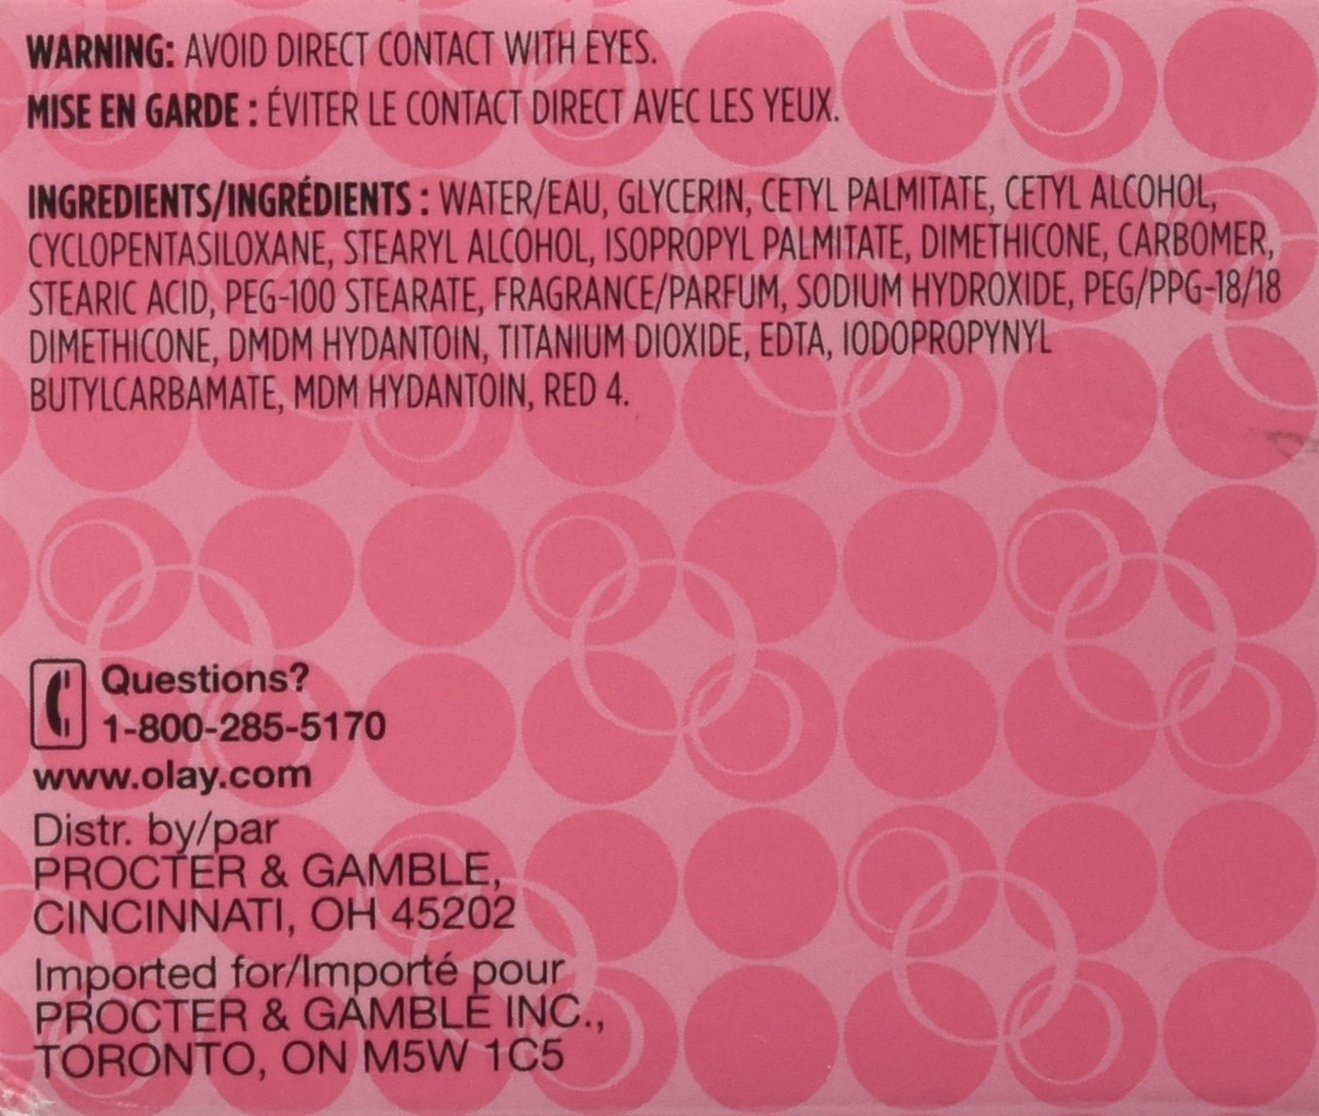 WARNING: AVOID DIRECT CONTACT WITH EYES.
MISE EN GARDE : ÉVITER LE CONTACT DIRECT AVEC LES YEUX.
INGREDIENTS/INGRÉDIENTS : WATER/EAU, GLYCERIN, CETYL PALMITATE, CETYL ALCOHOL,
CYCLOPENTASILOXANE, STEARYL ALCOHOL, ISOPROPYL PALMITATE, DIMETHICONE, CARBOMER,
STEARIC ACID, PEG-100 STEARATE, FRAGRANCE/PARFUM, SODIUM HYDROXIDE, PEG/PPG-18/18
DIMETHICONE, DMDM HYDANTOIN, TITANIUM DIOXIDE, EDTA, IODOPROPYNYL
BUTYLCARBAMATE, MDM HYDANTOIN, RED 4.
Questions?
1-800-285-5170
www.olay.com
Distr. by/par
PROCTER & GAMBLE,
CINCINNATI, OH 45202
Imported for/Importé pour
PROCTER & GAMBLE INC.,
TORONTO, ON M5W 1C5